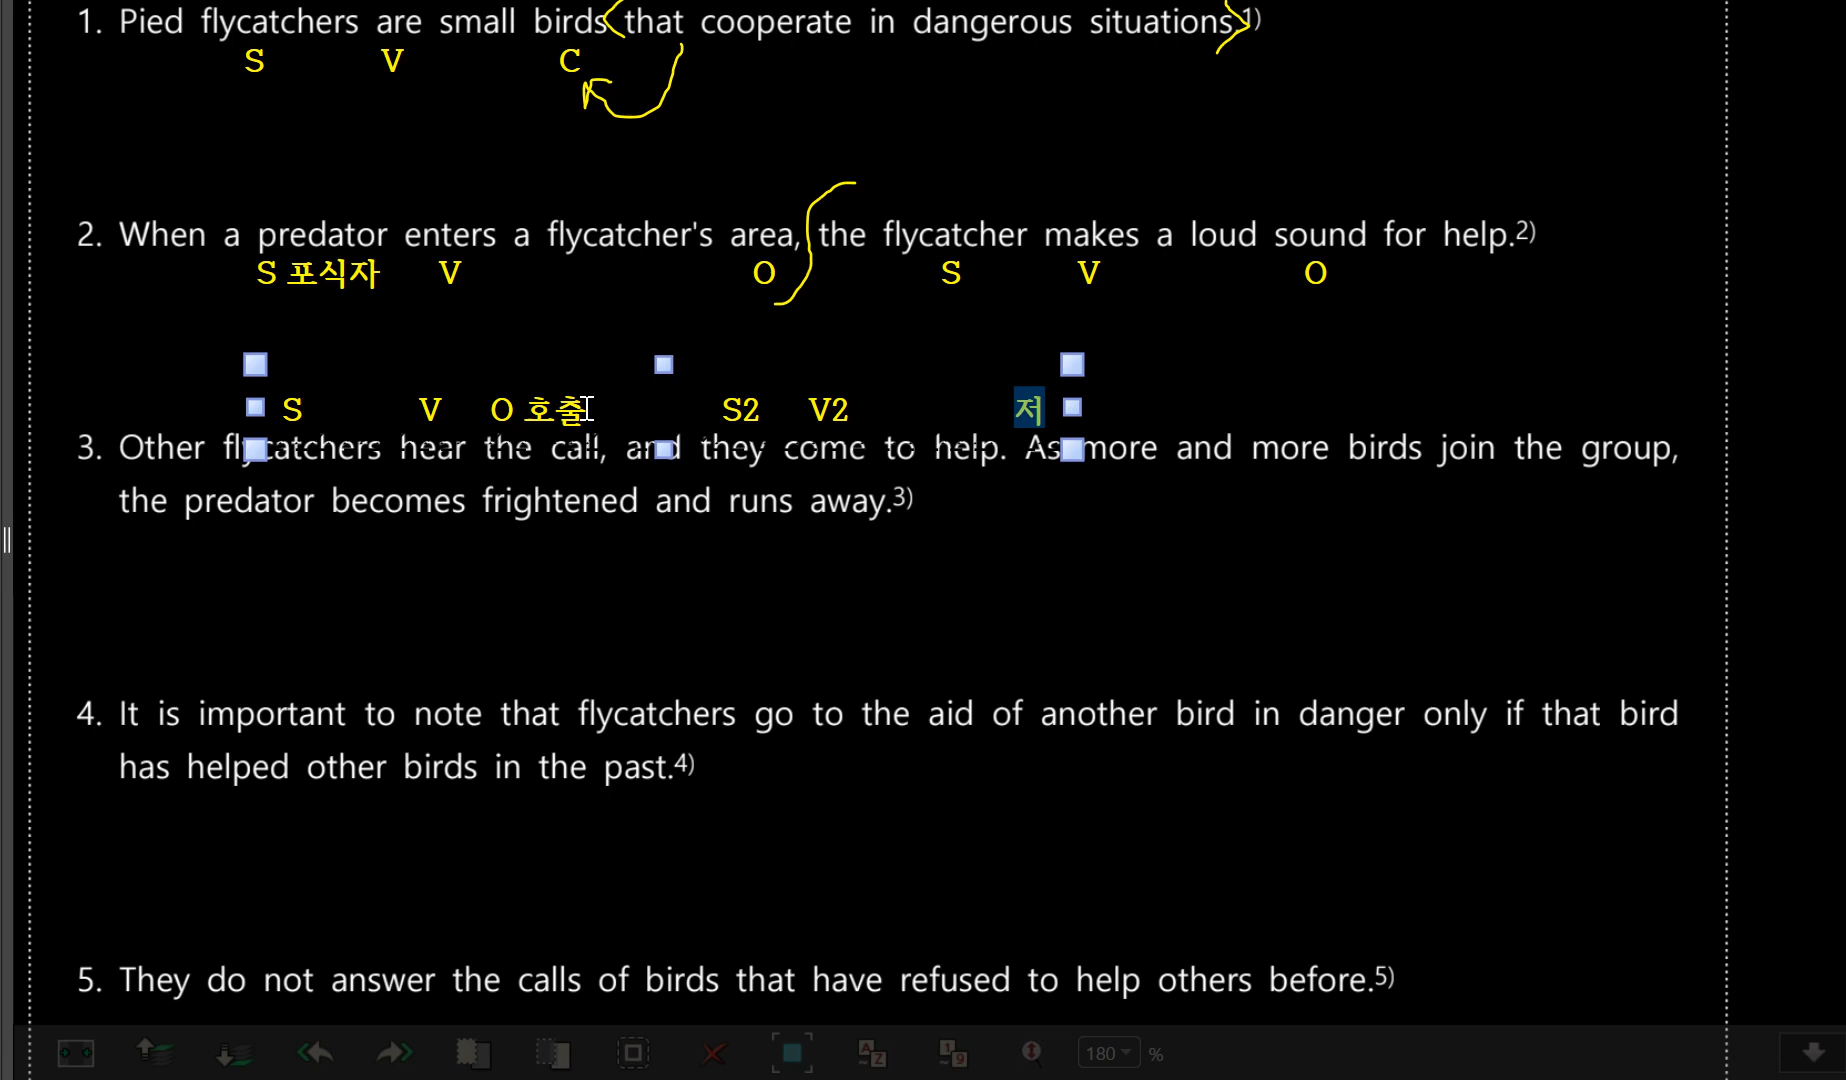 1. Pied flycatchers are small birds that cooperate in dangerous situations.1)
S V C
2. When a predator enters a flycatcher's area, the flycatcher makes a loud sound for help.2)
S 포식자 V O S V O
S V O 호출 S2 V2 저
3. Other flycatchers hear the call, and they come to help. As more and more birds join the group,
the predator becomes frightened and runs away.3)
4. It is important to note that flycatchers go to the aid of another bird in danger only if that bird
has helped other birds in the past.4)
5. They do not answer the calls of birds that have refused to help others before.5)
180 %